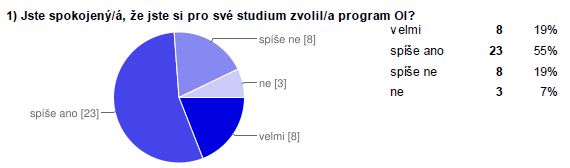 1) Jste spokojený/á, že jste si pro své studium zvolil/a program OI?
velmi 8 19%
spíše ano 23 55%
spíše ne 8 19%
ne 3 7%
spíše ne [8]
ne [3]
spíše ano [23]
velmi [8]